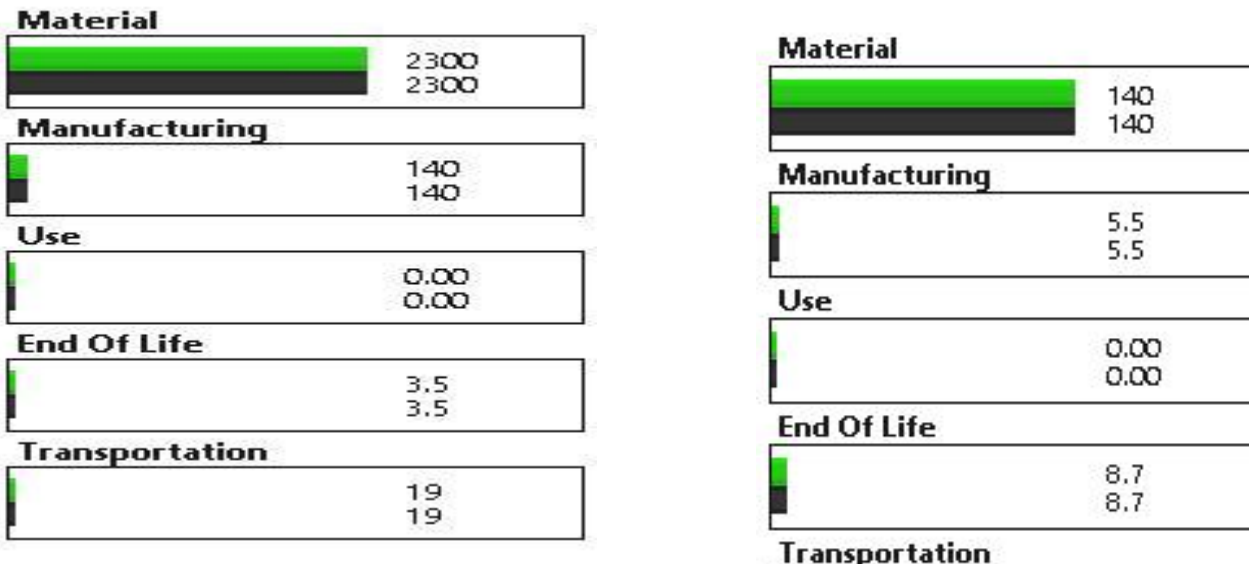 Material
2300
2300
Manufacturing
140
140
Use
0.00
0.00
End Of Life
3.5
3.5
Transportation
19
19
Material
140
140
Manufacturing
5.5
5.5
Use
0.00
0.00
End Of Life
8.7
8.7
Transportation